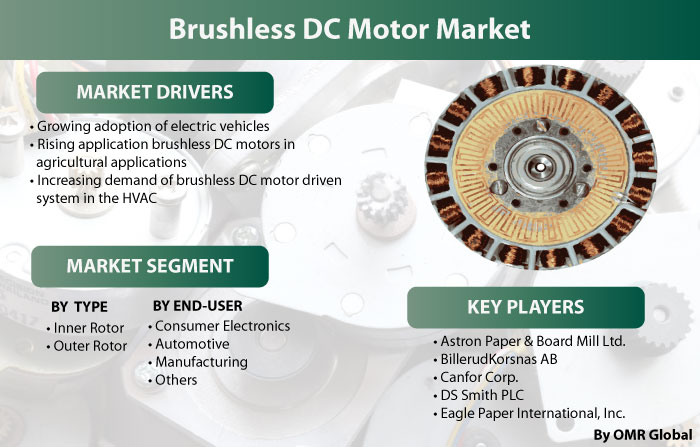 Brushless DC Motor Market
MARKET DRIVERS
• Growing adoption of electric vehicles
• Rising application brushless DC motors in
agricultural applications
• Increasing demand of brushless DC motor driven
system in the HVAC
MARKET SEGMENT
BY TYPE
• Inner Rotor
• Outer Rotor
BY END-USER
• Consumer Electronics
• Automotive
• Manufacturing
• Others
KEY PLAYERS
• Astron Paper & Board Mill Ltd.
• BillerudKorsnas AB
• Canfor Corp.
• DS Smith PLC
• Eagle Paper International, Inc.
By OMR Global